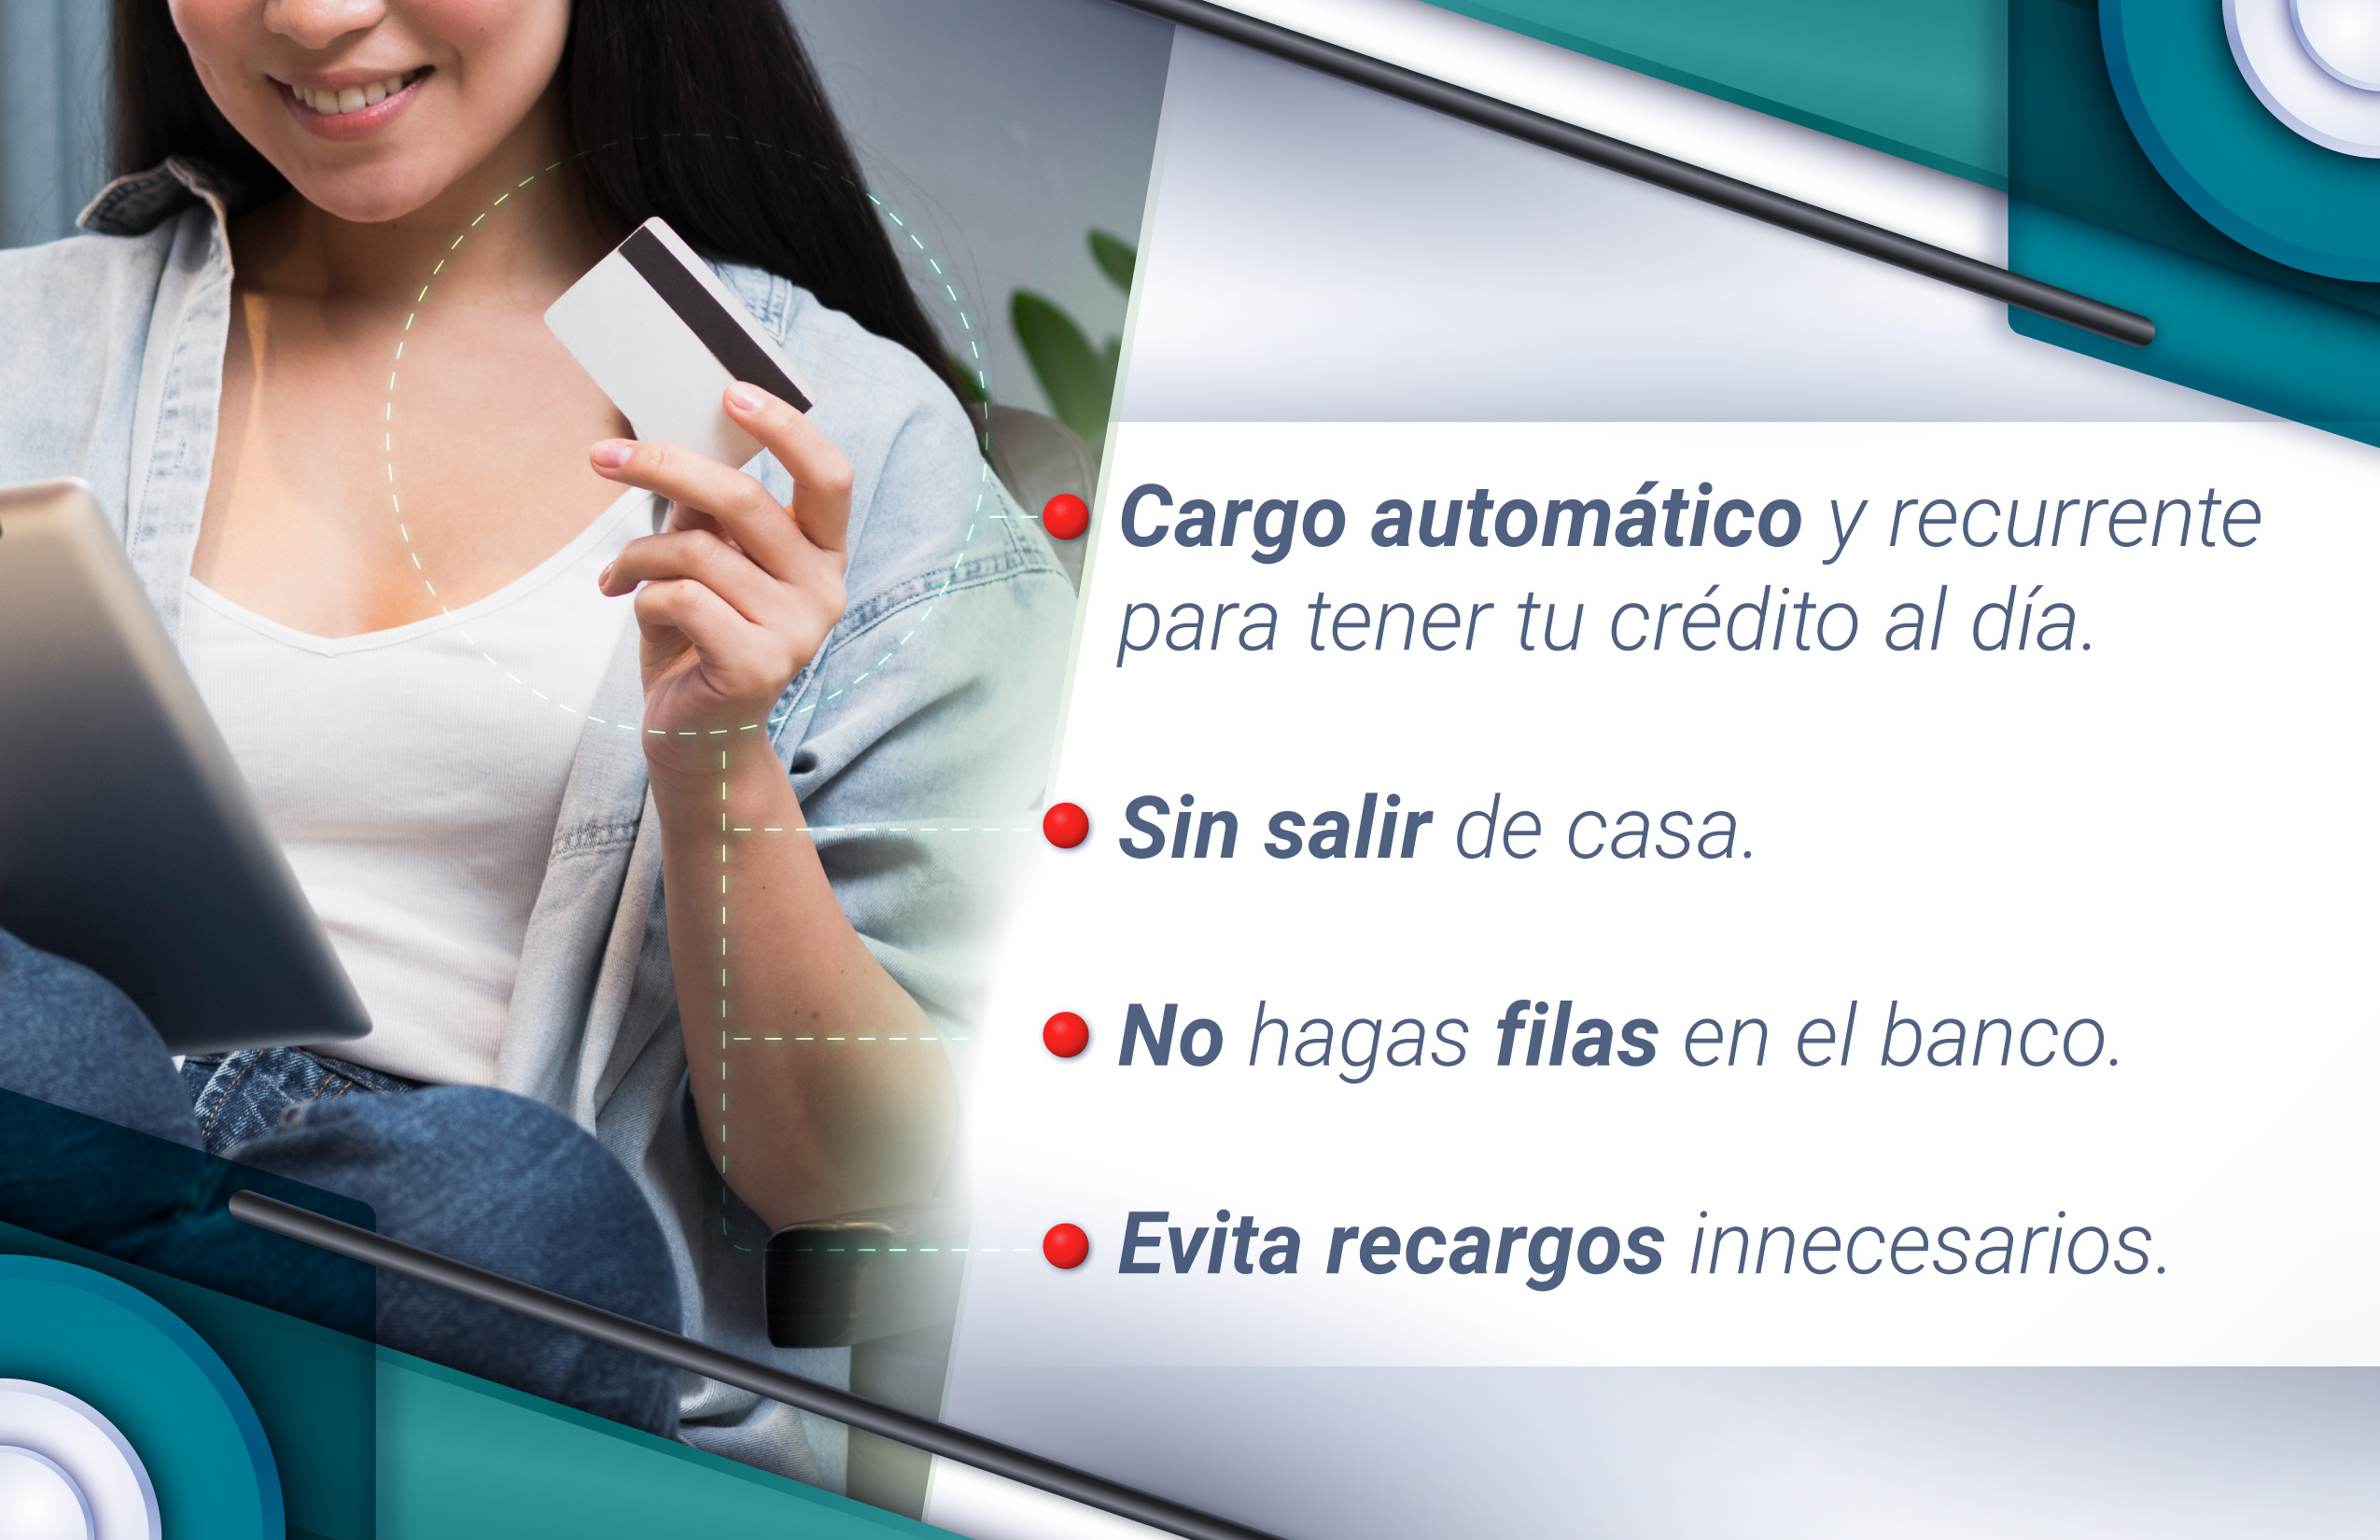 Cargo automático y recurrente
para tener tu crédito al día.
Sin salir de casa.
No hagas filas en el banco.
Evita recargos innecesarios.